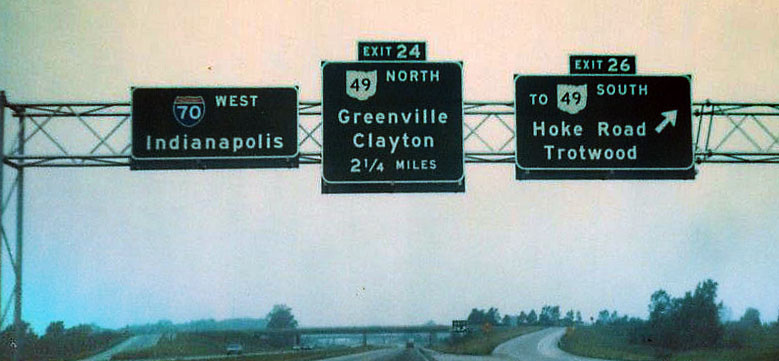 70 WEST
Indianapolis
EXIT 24
49 NORTH
Greenville
Clayton
2 1/4 MILES
EXIT 26
TO 49 SOUTH
Hoke Road
Trotwood